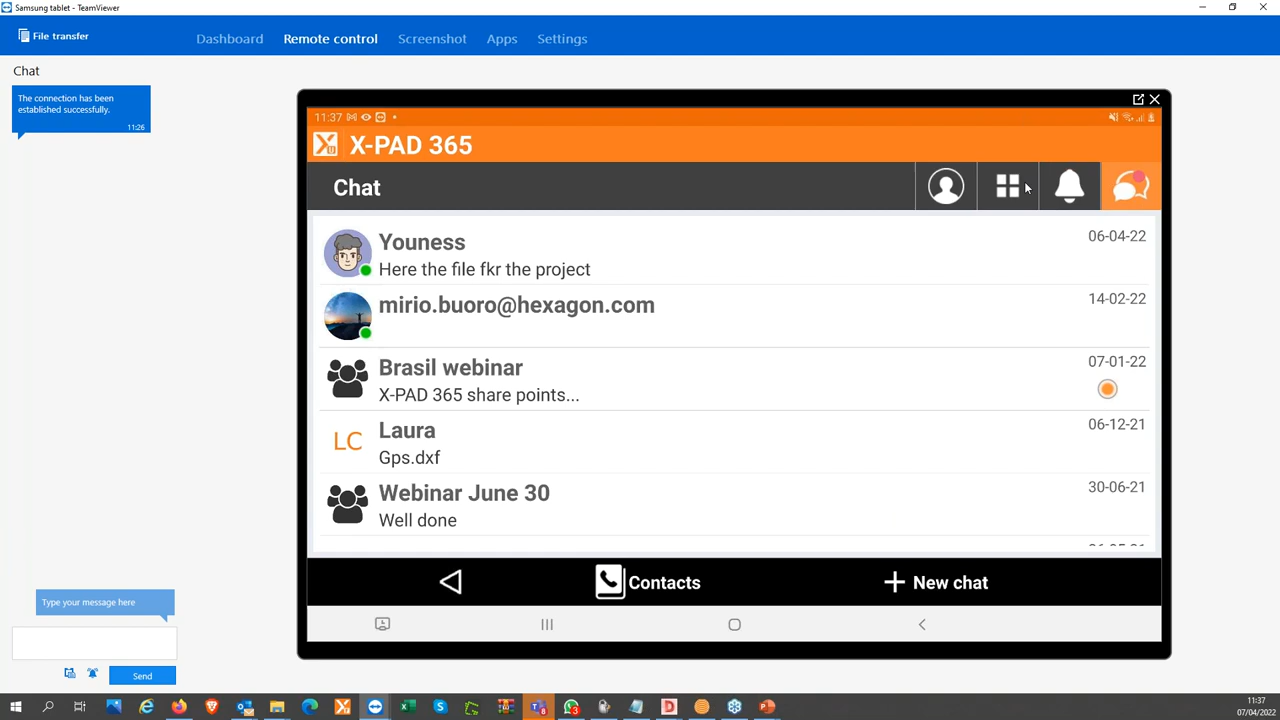 Samsung tablet - TeamViewer
File transfer
Dashboard
Remote control
Screenshot
Apps
Settings
Chat
The connection has been
established successfully.
11:26
11:37
X-PAD 365
Chat
Youness
06-04-22
Here the file fkr the project
mirio.buoro@hexagon.com
14-02-22
Brasil webinar
07-01-22
X-PAD 365 share points...
LC
Laura
06-12-21
Gps.dxf
Webinar June 30
30-06-21
Well done
Contacts
New chat
Type your message here
Send
11:37
07/04/2022